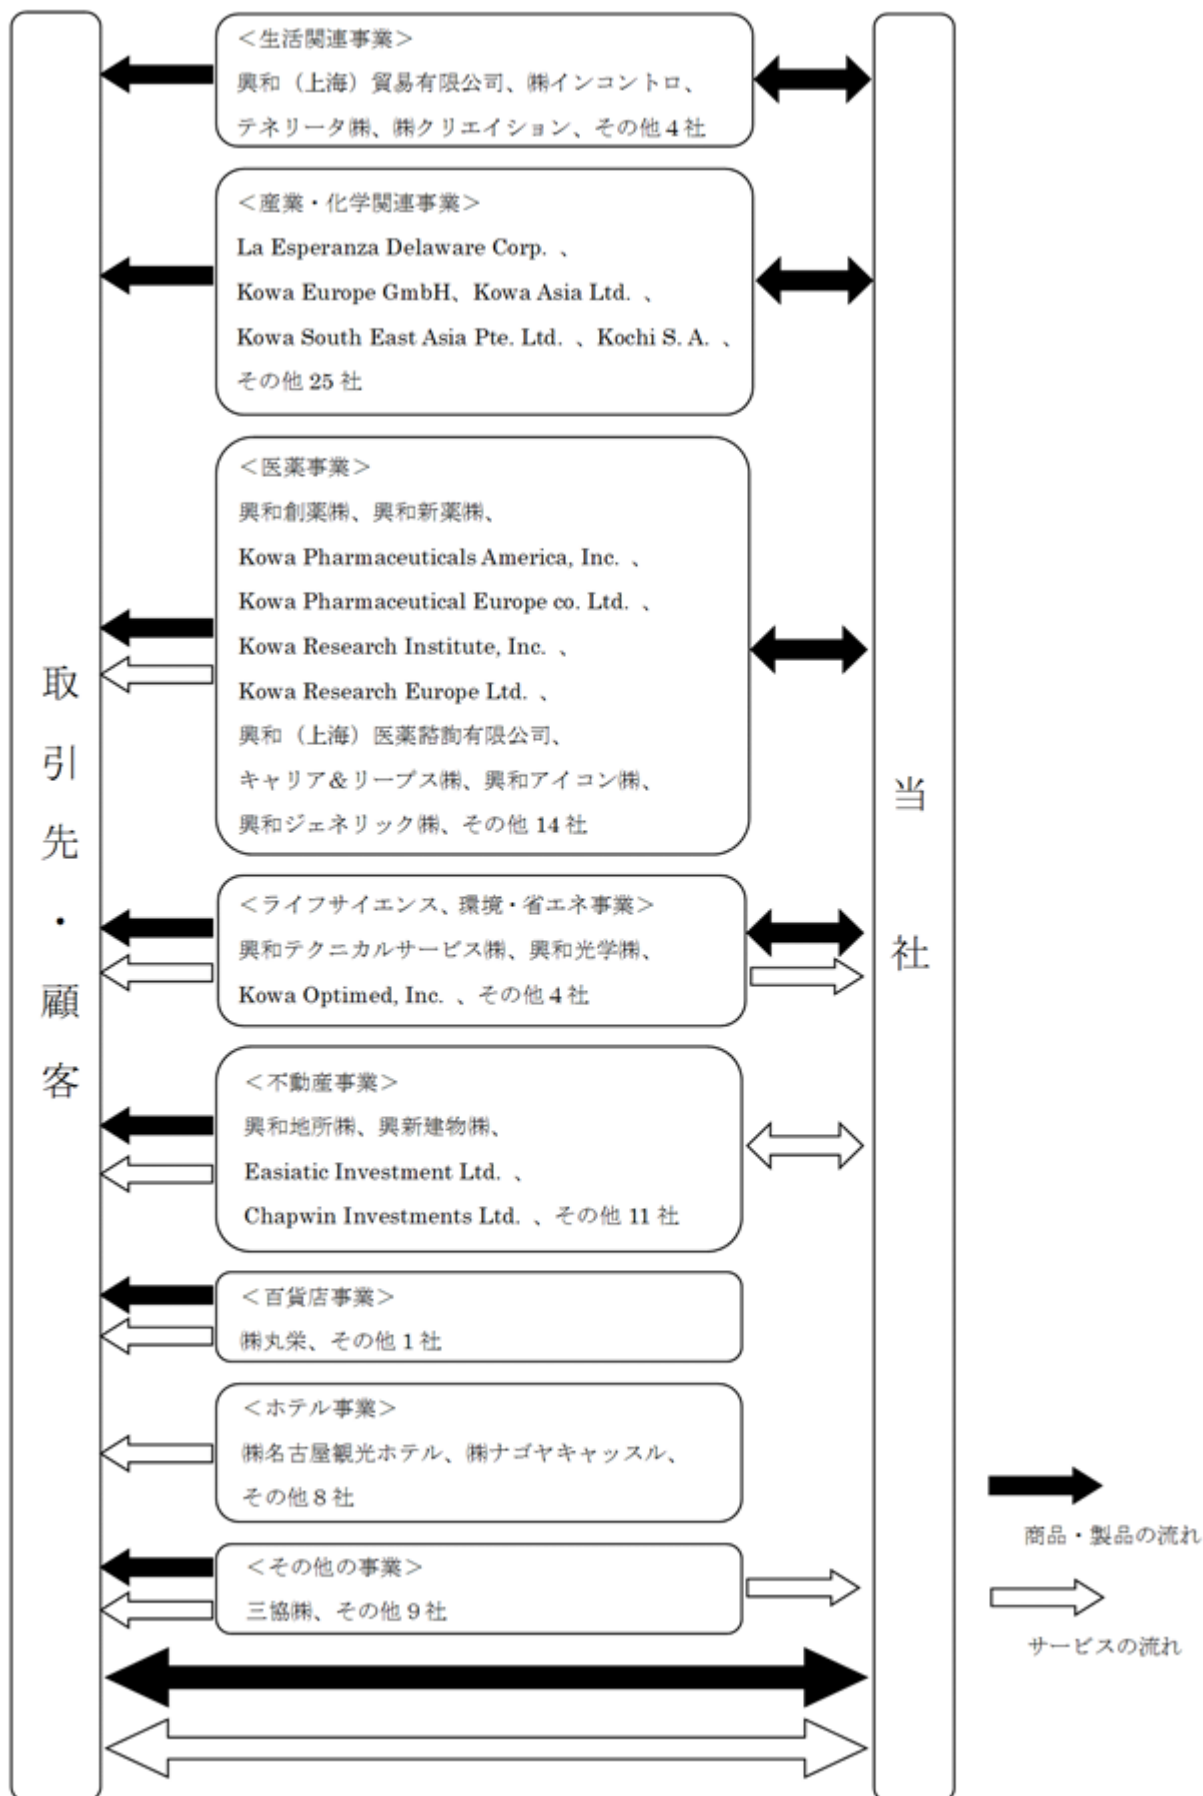 取引先・顧客
<生活関連事業>
興和（上海）貿易有限公司、㈱インコントロ、
テネリータ㈱、㈱クリエイション、その他 4 社
<産業・化学関連事業>
La Esperanza Delaware Corp. 、
Kowa Europe GmbH、Kowa Asia Ltd. 、
Kowa South East Asia Pte. Ltd. 、Kochi S. A. 、
その他 25 社
<医薬事業>
興和創薬㈱、興和新薬㈱、
Kowa Pharmaceuticals America, Inc. 、
Kowa Pharmaceutical Europe co. Ltd. 、
Kowa Research Institute, Inc. 、
Kowa Research Europe Ltd. 、
興和（上海）医薬諮詢有限公司、
キャリア＆リープス㈱、興和アイコン㈱、
興和ジェネリック㈱、その他 14 社
<ライフサイエンス、環境・省エネ事業>
興和テクニカルサービス㈱、興和光学㈱、
Kowa Optimed, Inc. 、その他 4 社
<不動産事業>
興和地所㈱、興新建物㈱、
Easiatic Investment Ltd. 、
Chapwin Investments Ltd. 、その他 11 社
<百貨店事業>
㈱丸栄、その他 1 社
<ホテル事業>
㈱名古屋観光ホテル、㈱ナゴヤキャッスル、
その他 8 社
<その他の事業>
三協㈱、その他 9 社
当社
商品・製品の流れ
サービスの流れ